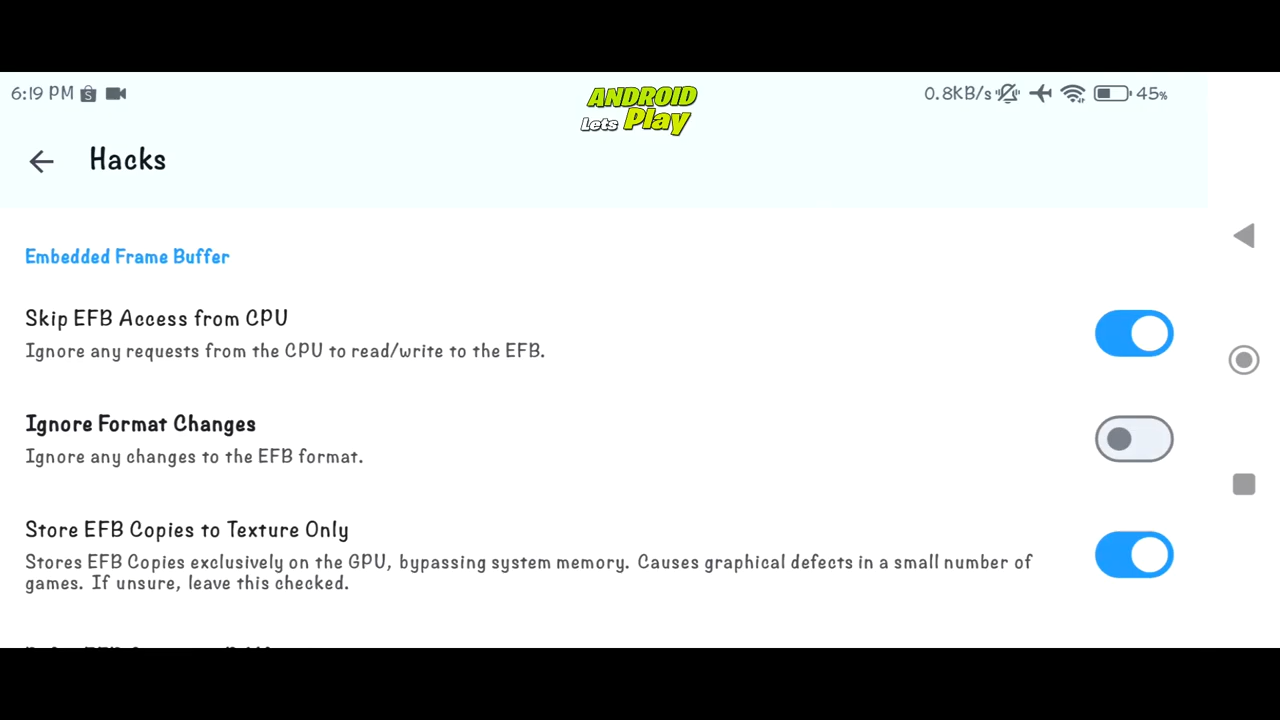 6:19 PM
ANDROID
Lets Play
0.8KB/s
45%
Hacks
Embedded Frame Buffer
Skip EFB Access from CPU
Ignore any requests from the CPU to read/write to the EFB.
Ignore Format Changes
Ignore any changes to the EFB format.
Store EFB Copies to Texture Only
Stores EFB Copies exclusively on the GPU, bypassing system memory. Causes graphical defects in a small number of
games. If unsure, leave this checked.